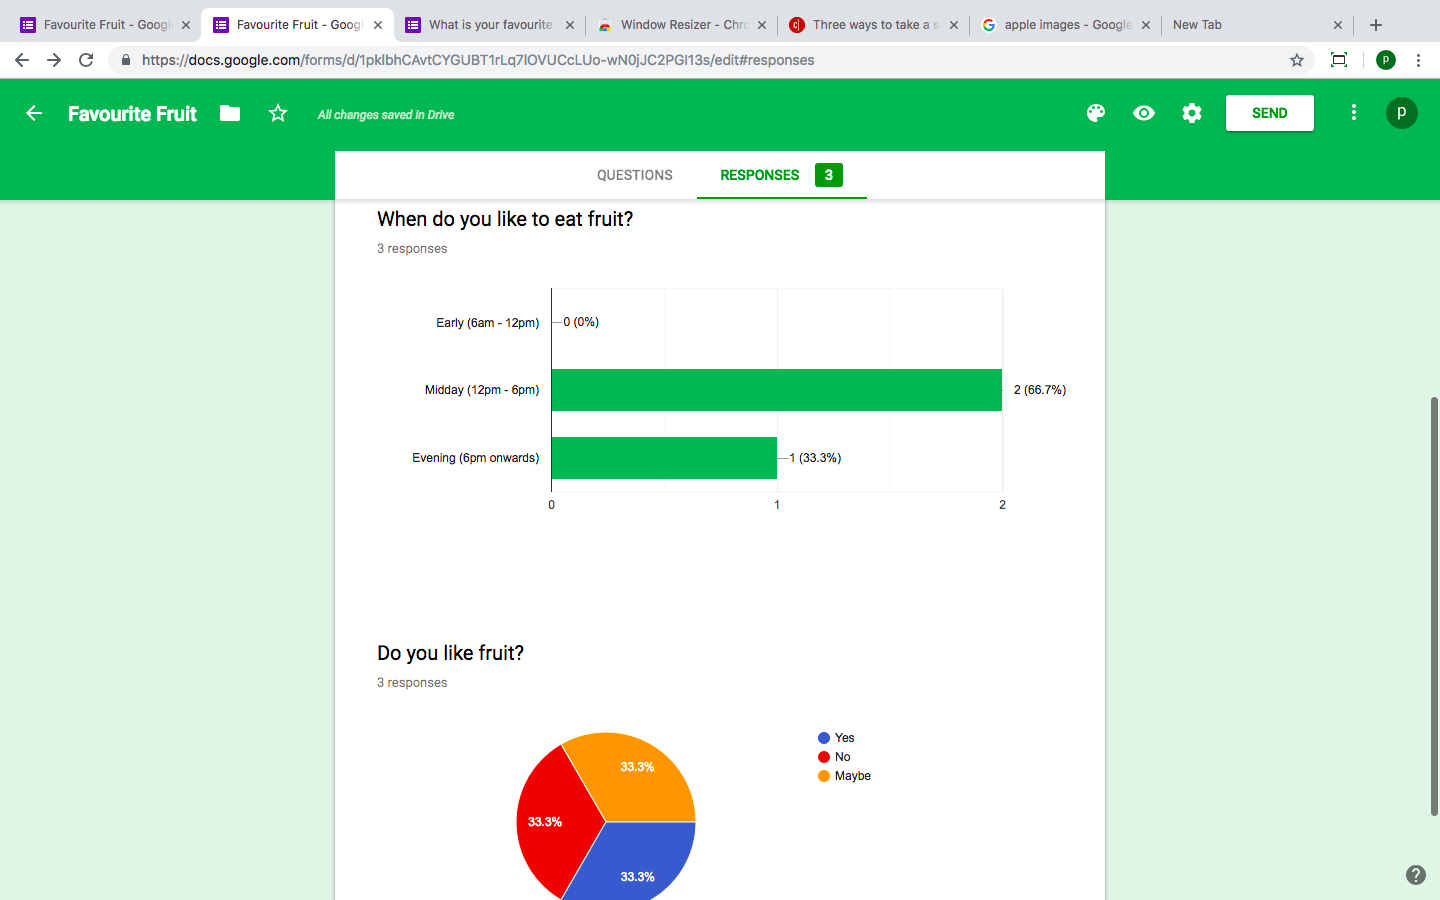 Favourite Fruit - Googl
Favourite Fruit - Googl
What is your favourite
Window Resizer - Chro
Three ways to take a s
apple images - Google
New Tab
https://docs.google.com/forms/d/1pklbhCAvtCYGUBT1rLq7lOVUCcLUo-wN0jJC2PGl13s/edit#responses
p
Favourite Fruit
All changes saved in Drive
SEND
p
QUESTIONS
RESPONSES 3
When do you like to eat fruit?
3 responses
Early (6am - 12pm) 0 (0%)
Midday (12pm - 6pm) 2 (66.7%)
Evening (6pm onwards) 1 (33.3%)
0 1 2
Do you like fruit?
3 responses
33.3%
33.3%
33.3%
Yes
No
Maybe
?